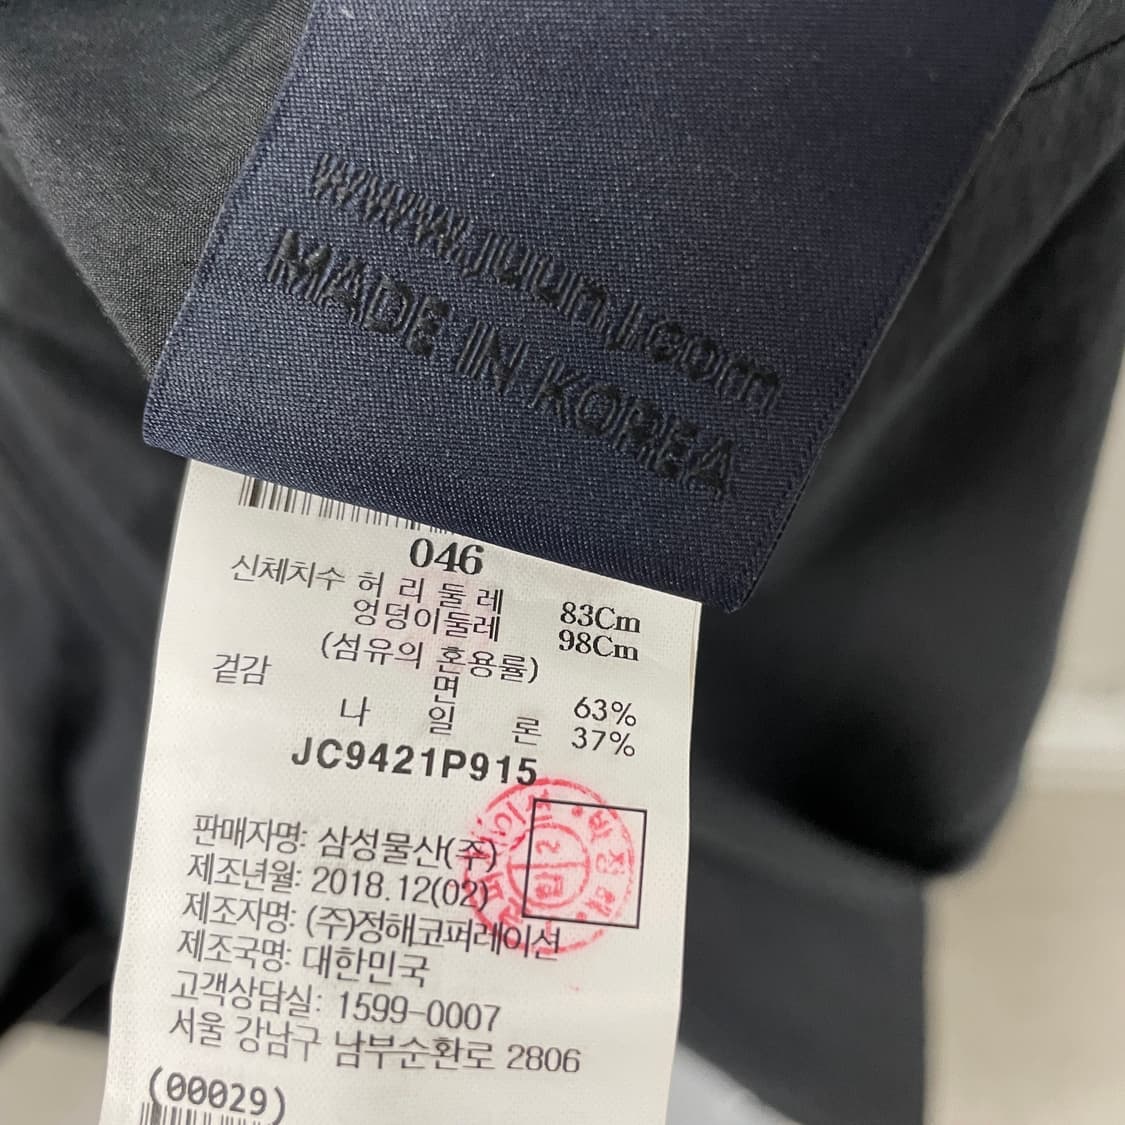 www.juunj.com
MADE IN KOREA
046
신체치수 허리둘레 83Cm
엉덩이둘레 98Cm
(섬유의 혼용률)
겉감 면 63%
나일론 37%
JC9421P915
판매자명: 삼성물산(주)
제조년월: 2018.12(02)
제조자명: (주)정해코퍼레이션
제조국명: 대한민국
고객상담실: 1599-0007
서울 강남구 남부순환로 2806
(00029)